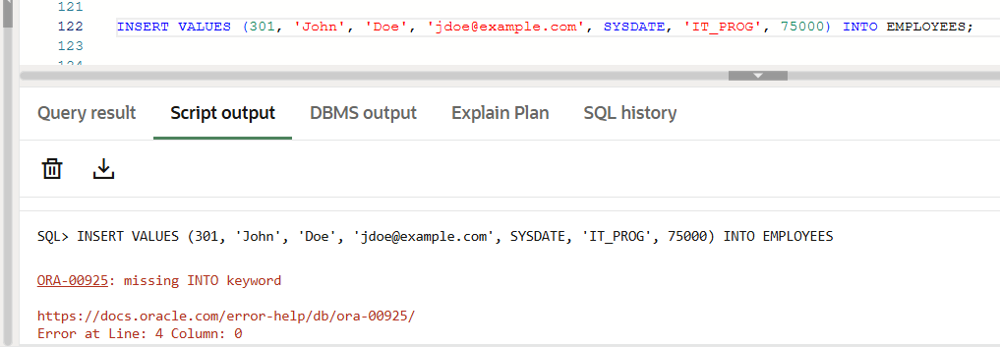 121
122 INSERT VALUES (301, 'John', 'Doe', 'jdoe@example.com', SYSDATE, 'IT_PROG', 75000) INTO EMPLOYEES;
123
124
Query result Script output DBMS output Explain Plan SQL history
SQL> INSERT VALUES (301, 'John', 'Doe', 'jdoe@example.com', SYSDATE, 'IT_PROG', 75000) INTO EMPLOYEES
ORA-00925: missing INTO keyword
https://docs.oracle.com/error-help/db/ora-00925/
Error at Line: 4 Column: 0